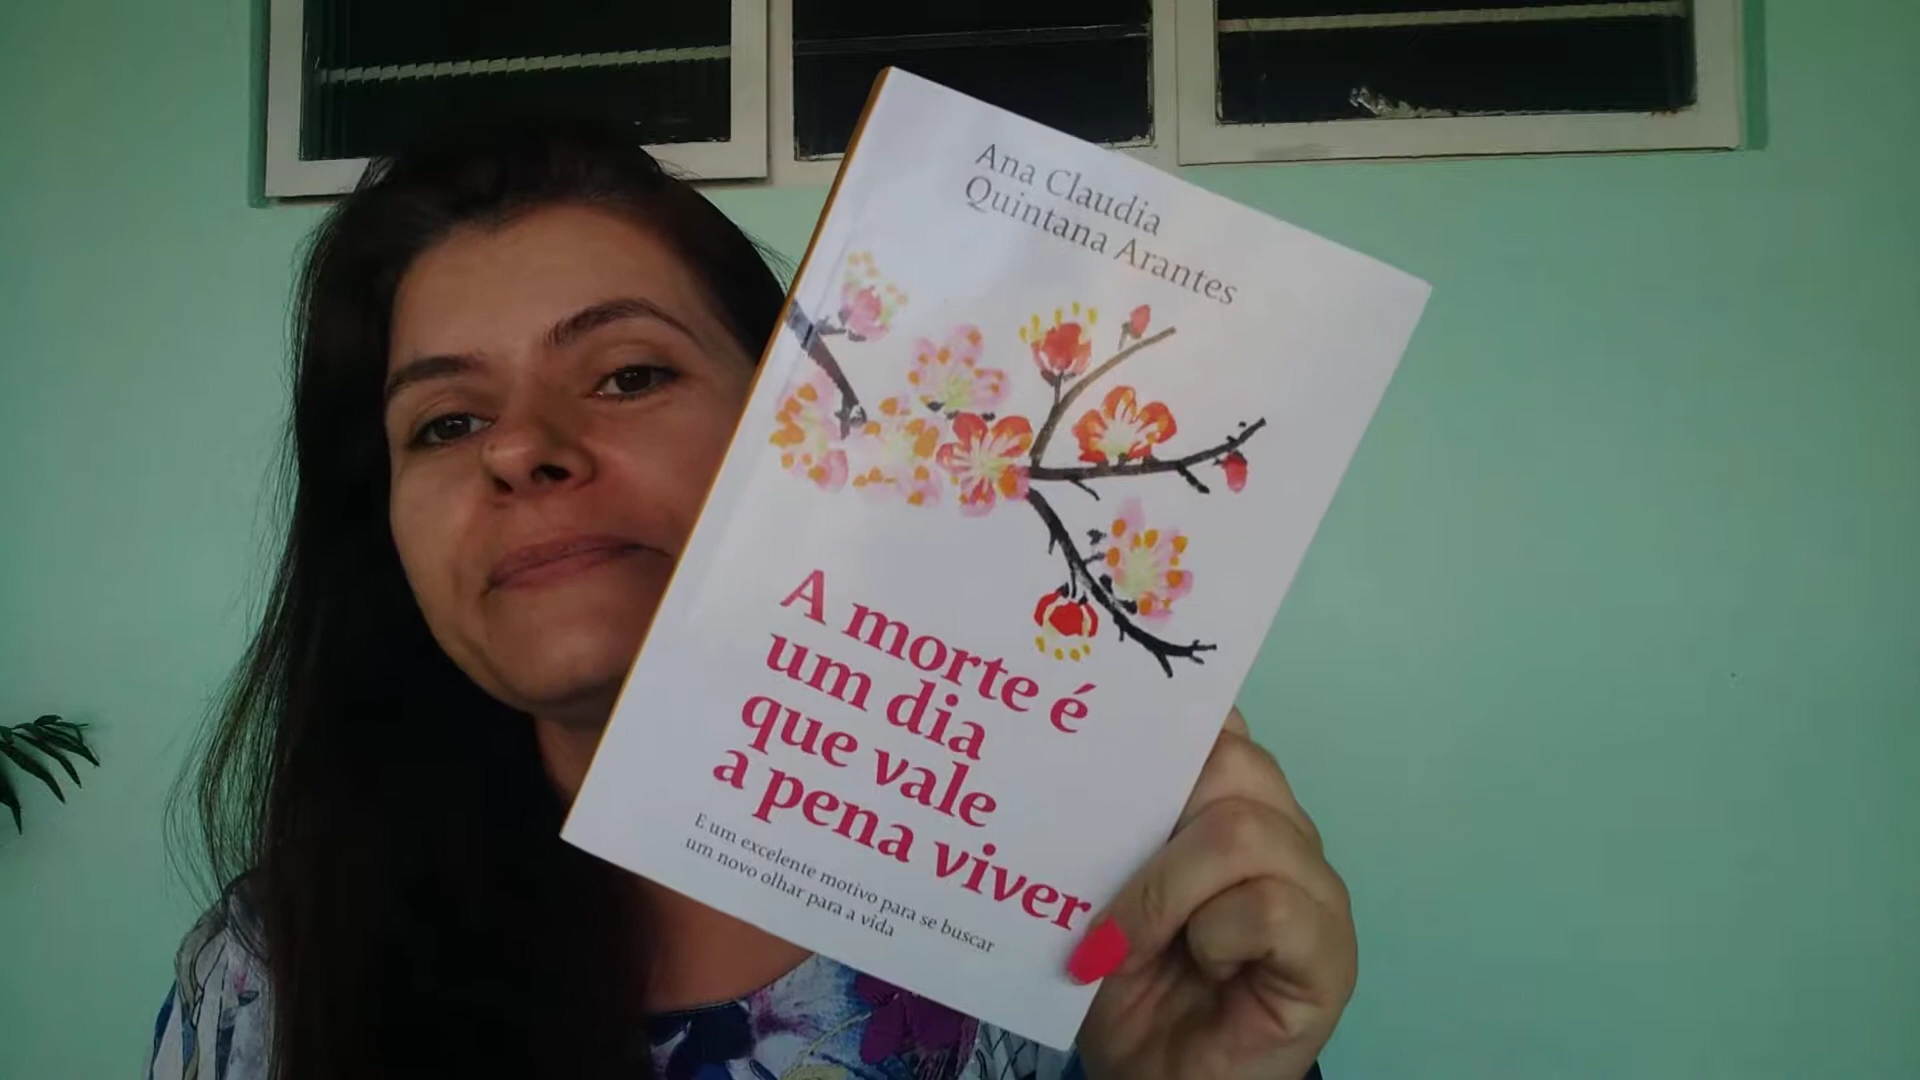 Ana Claudia
Quintana Arantes
A morte é
um dia
que vale
a pena viver
E um excelente motivo para se buscar
um novo olhar para a vida